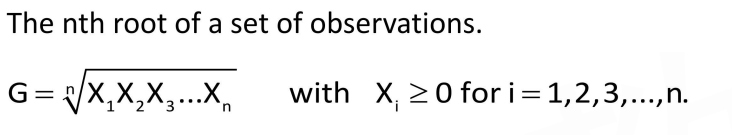 The nth root of a set of observations.
G = ⁿ√X₁X₂X₃...Xₙ with Xᵢ ≥ 0 for i = 1,2,3,...,n.